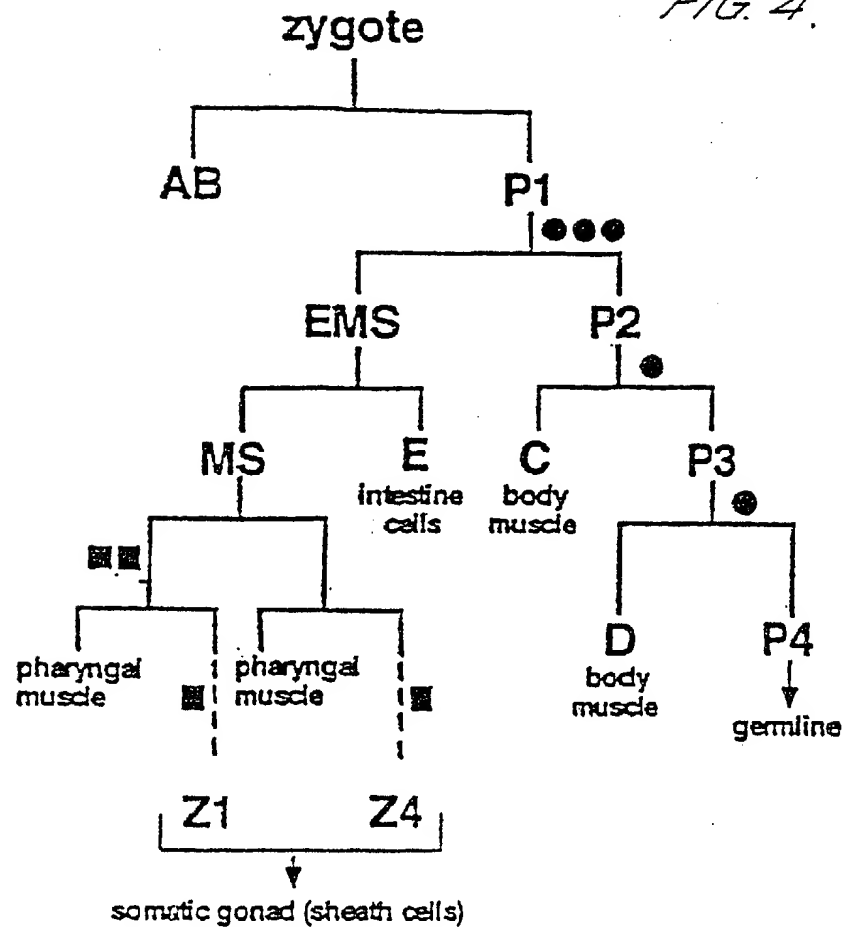 FIG. 4.
zygote
AB
P1
EMS
P2
MS
E
intestine
cells
C
body
muscle
P3
pharyngal
muscle
pharyngal
muscle
D
body
muscle
P4
germline
Z1
Z4
somatic gonad (sheath cells)